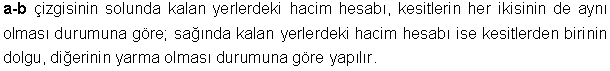 a-b çizgisinin solunda kalan yerlerdeki hacim hesabı, kesitlerin her ikisinin de aynı
olması durumuna göre; sağında kalan yerlerdeki hacim hesabı ise kesitlerden birinin
dolgu, diğerinin yarma olması durumuna göre yapılır.